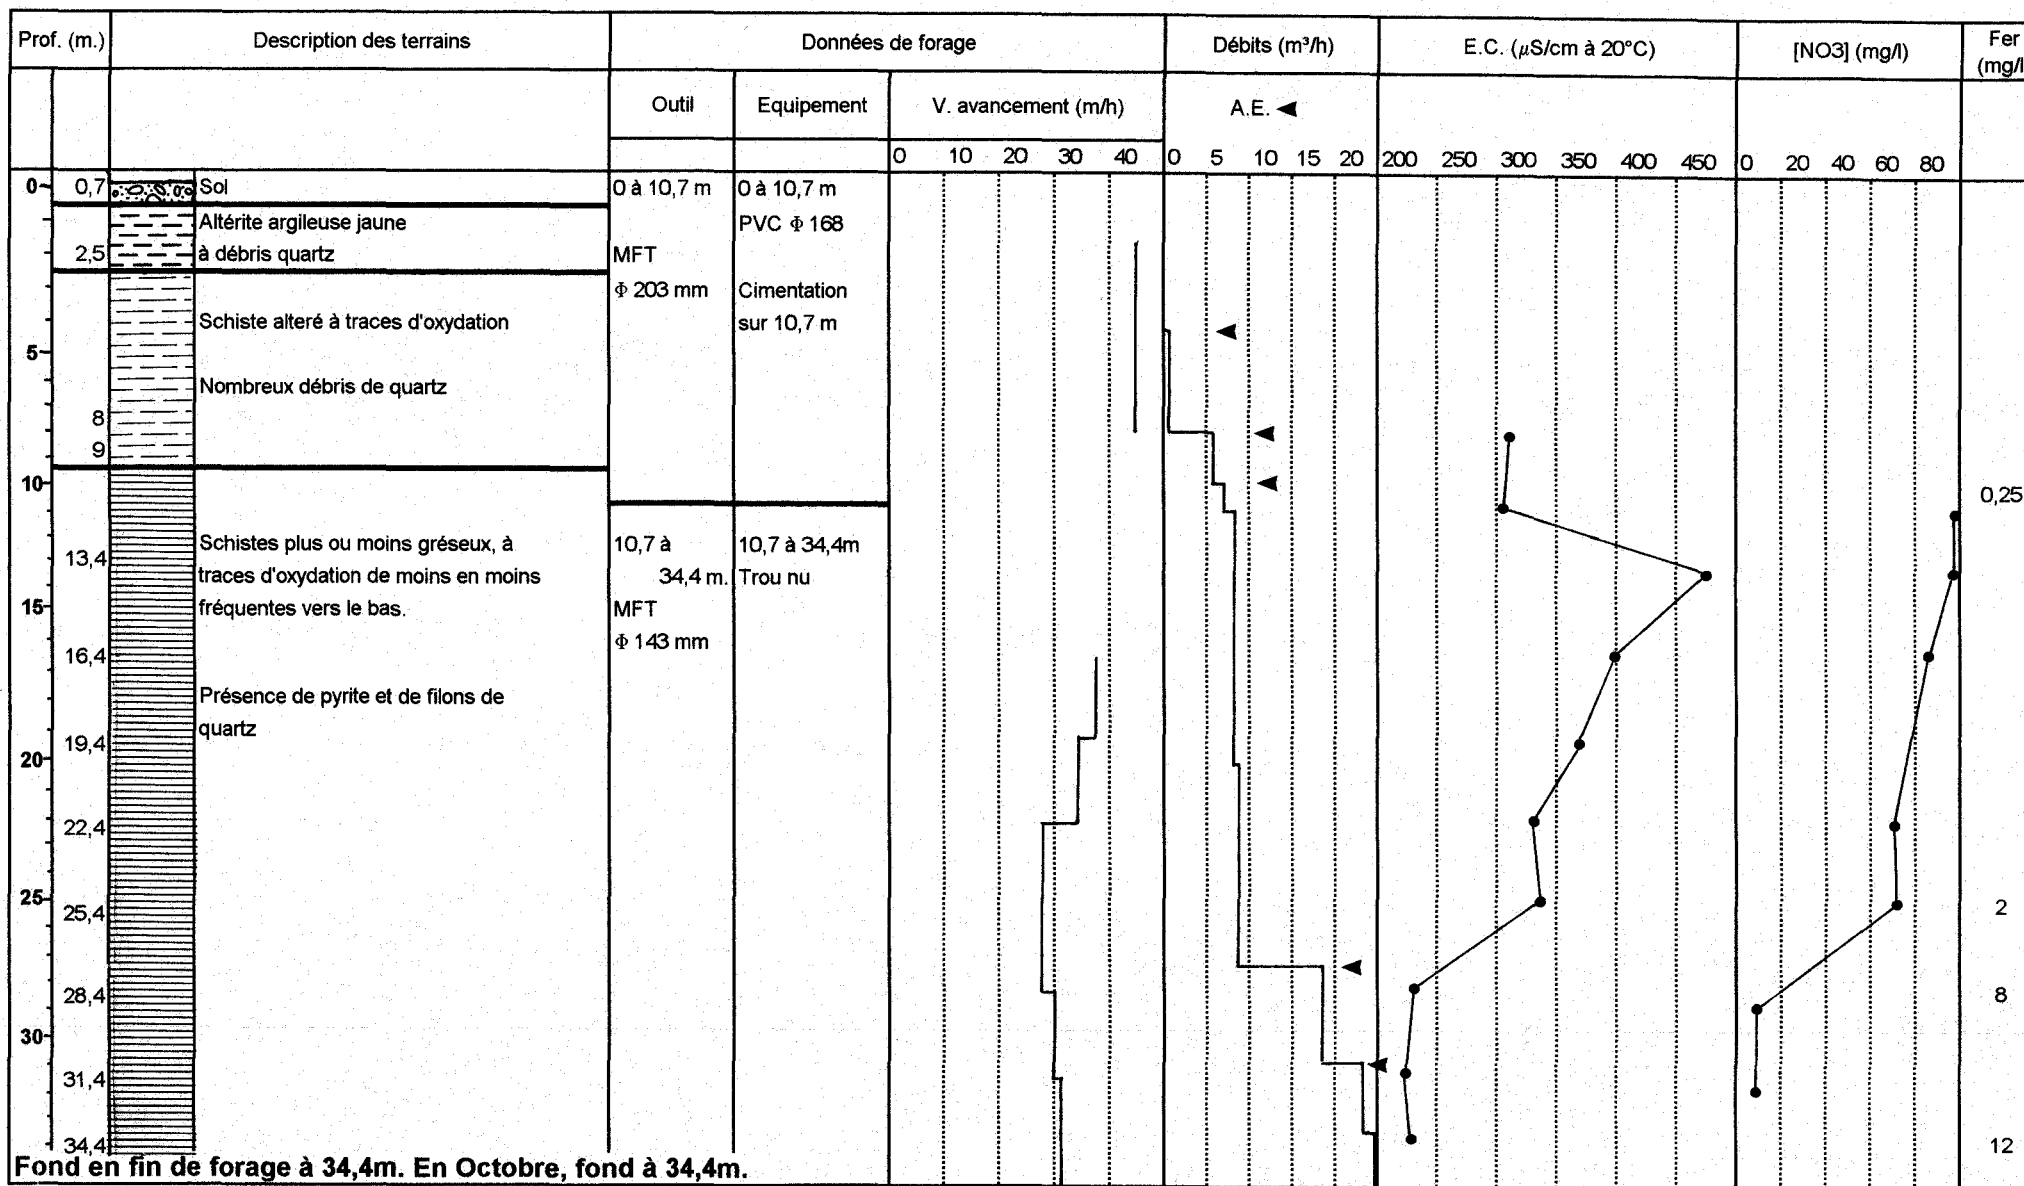 Prof. (m.) Description des terrains Données de forage Débits (m³/h) E.C. (µS/cm à 20°C) [NO3] (mg/l) Fer
(mg/l
Outil Equipement V. avancement (m/h) A.E.
0 10 20 30 40 0 5 10 15 20 200 250 300 350 400 450 0 20 40 60 80
0 0,7 Sol 0 à 10,7 m 0 à 10,7 m
Altérite argileuse jaune PVC Φ 168
2,5 à débris quartz MFT
Φ 203 mm Cimentation
Schiste alteré à traces d'oxydation sur 10,7 m
5
Nombreux débris de quartz
8
9
10 0,25
Schistes plus ou moins gréseux, à 10,7 à 10,7 à 34,4m
13,4 traces d'oxydation de moins en moins 34,4 m. Trou nu
15 fréquentes vers le bas. MFT
Φ 143 mm
16,4
Présence de pyrite et de filons de
quartz
19,4
20
22,4
25 2
25,4
28,4 8
30
31,4
34,4 12
Fond en fin de forage à 34,4m. En Octobre, fond à 34,4m.